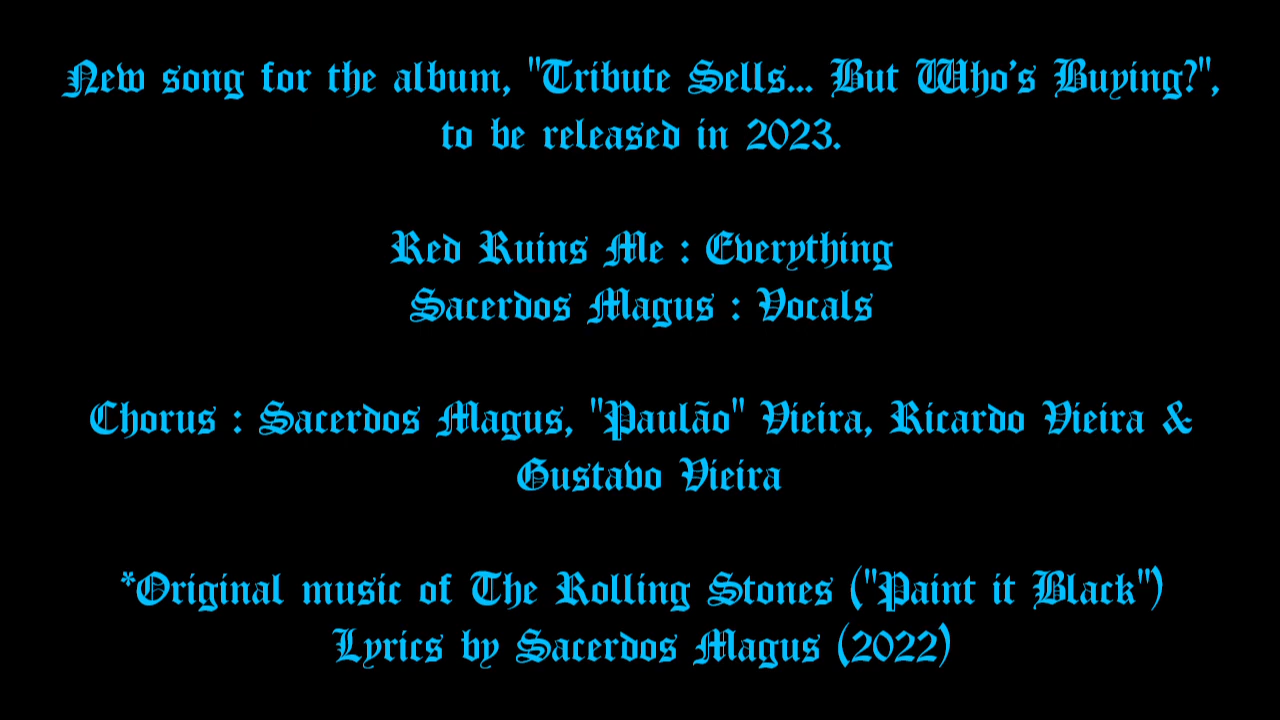 New song for the album, "Tribute Sells... But Who's Buying?",
to be released in 2023.
Red Ruins Me : Everything
Sacerdos Magus : Vocals
Chorus : Sacerdos Magus, "Paulão" Vieira, Ricardo Vieira &
Gustavo Vieira
*Original music of The Rolling Stones ("Paint it Black")
Lyrics by Sacerdos Magus (2022)